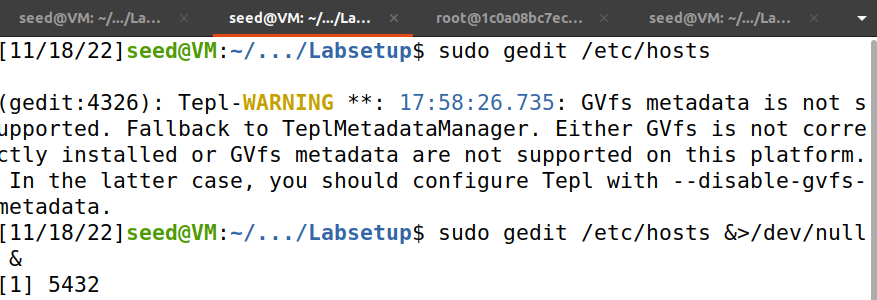 seed@VM: ~/.../La... × seed@VM: ~/.../La... × root@1c0a08bc7ec... × seed@VM: ~/.../La... ×
[11/18/22]seed@VM:~/.../Labsetup$ sudo gedit /etc/hosts
(gedit:4326): Tepl-WARNING **: 17:58:26.735: GVfs metadata is not s
upported. Fallback to TeplMetadataManager. Either GVfs is not corre
ctly installed or GVfs metadata are not supported on this platform.
 In the latter case, you should configure Tepl with --disable-gvfs-
metadata.
[11/18/22]seed@VM:~/.../Labsetup$ sudo gedit /etc/hosts &>/dev/null
 &
[1] 5432